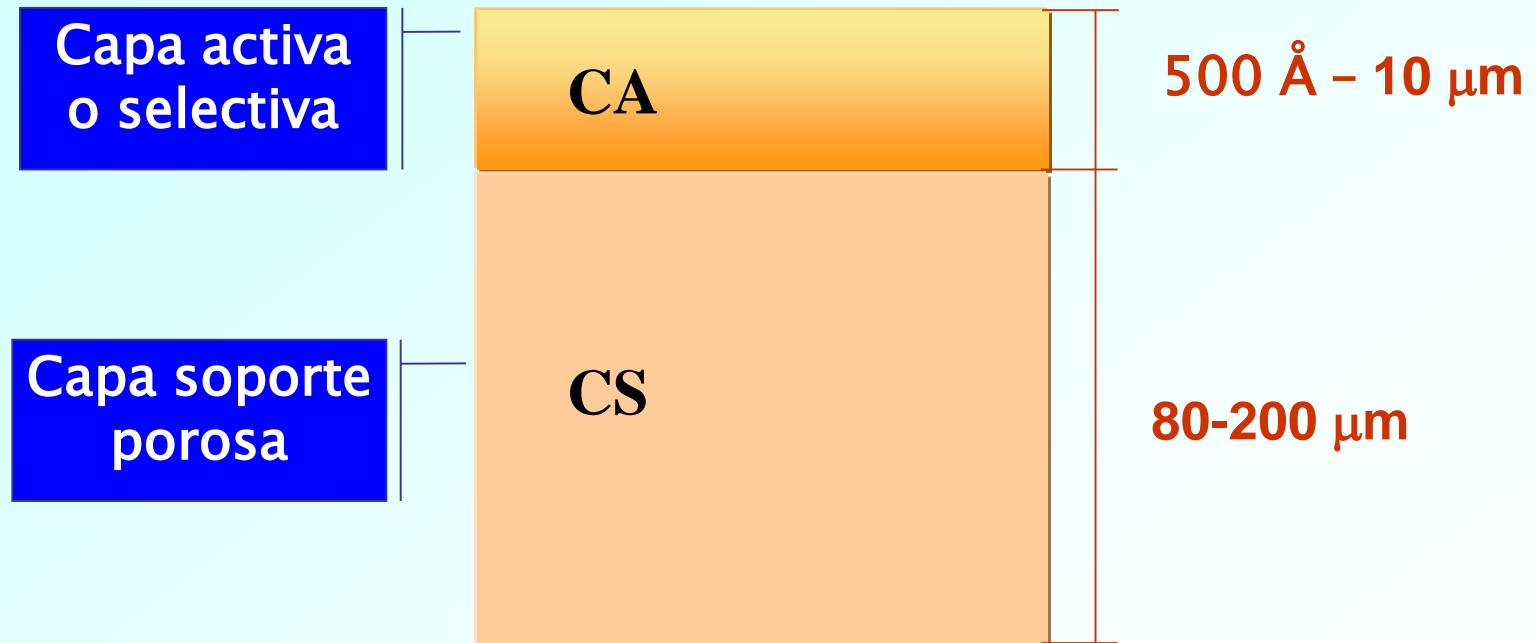 Capa activa
o selectiva
CA
500 Å – 10 μm
Capa soporte
porosa
CS
80-200 μm